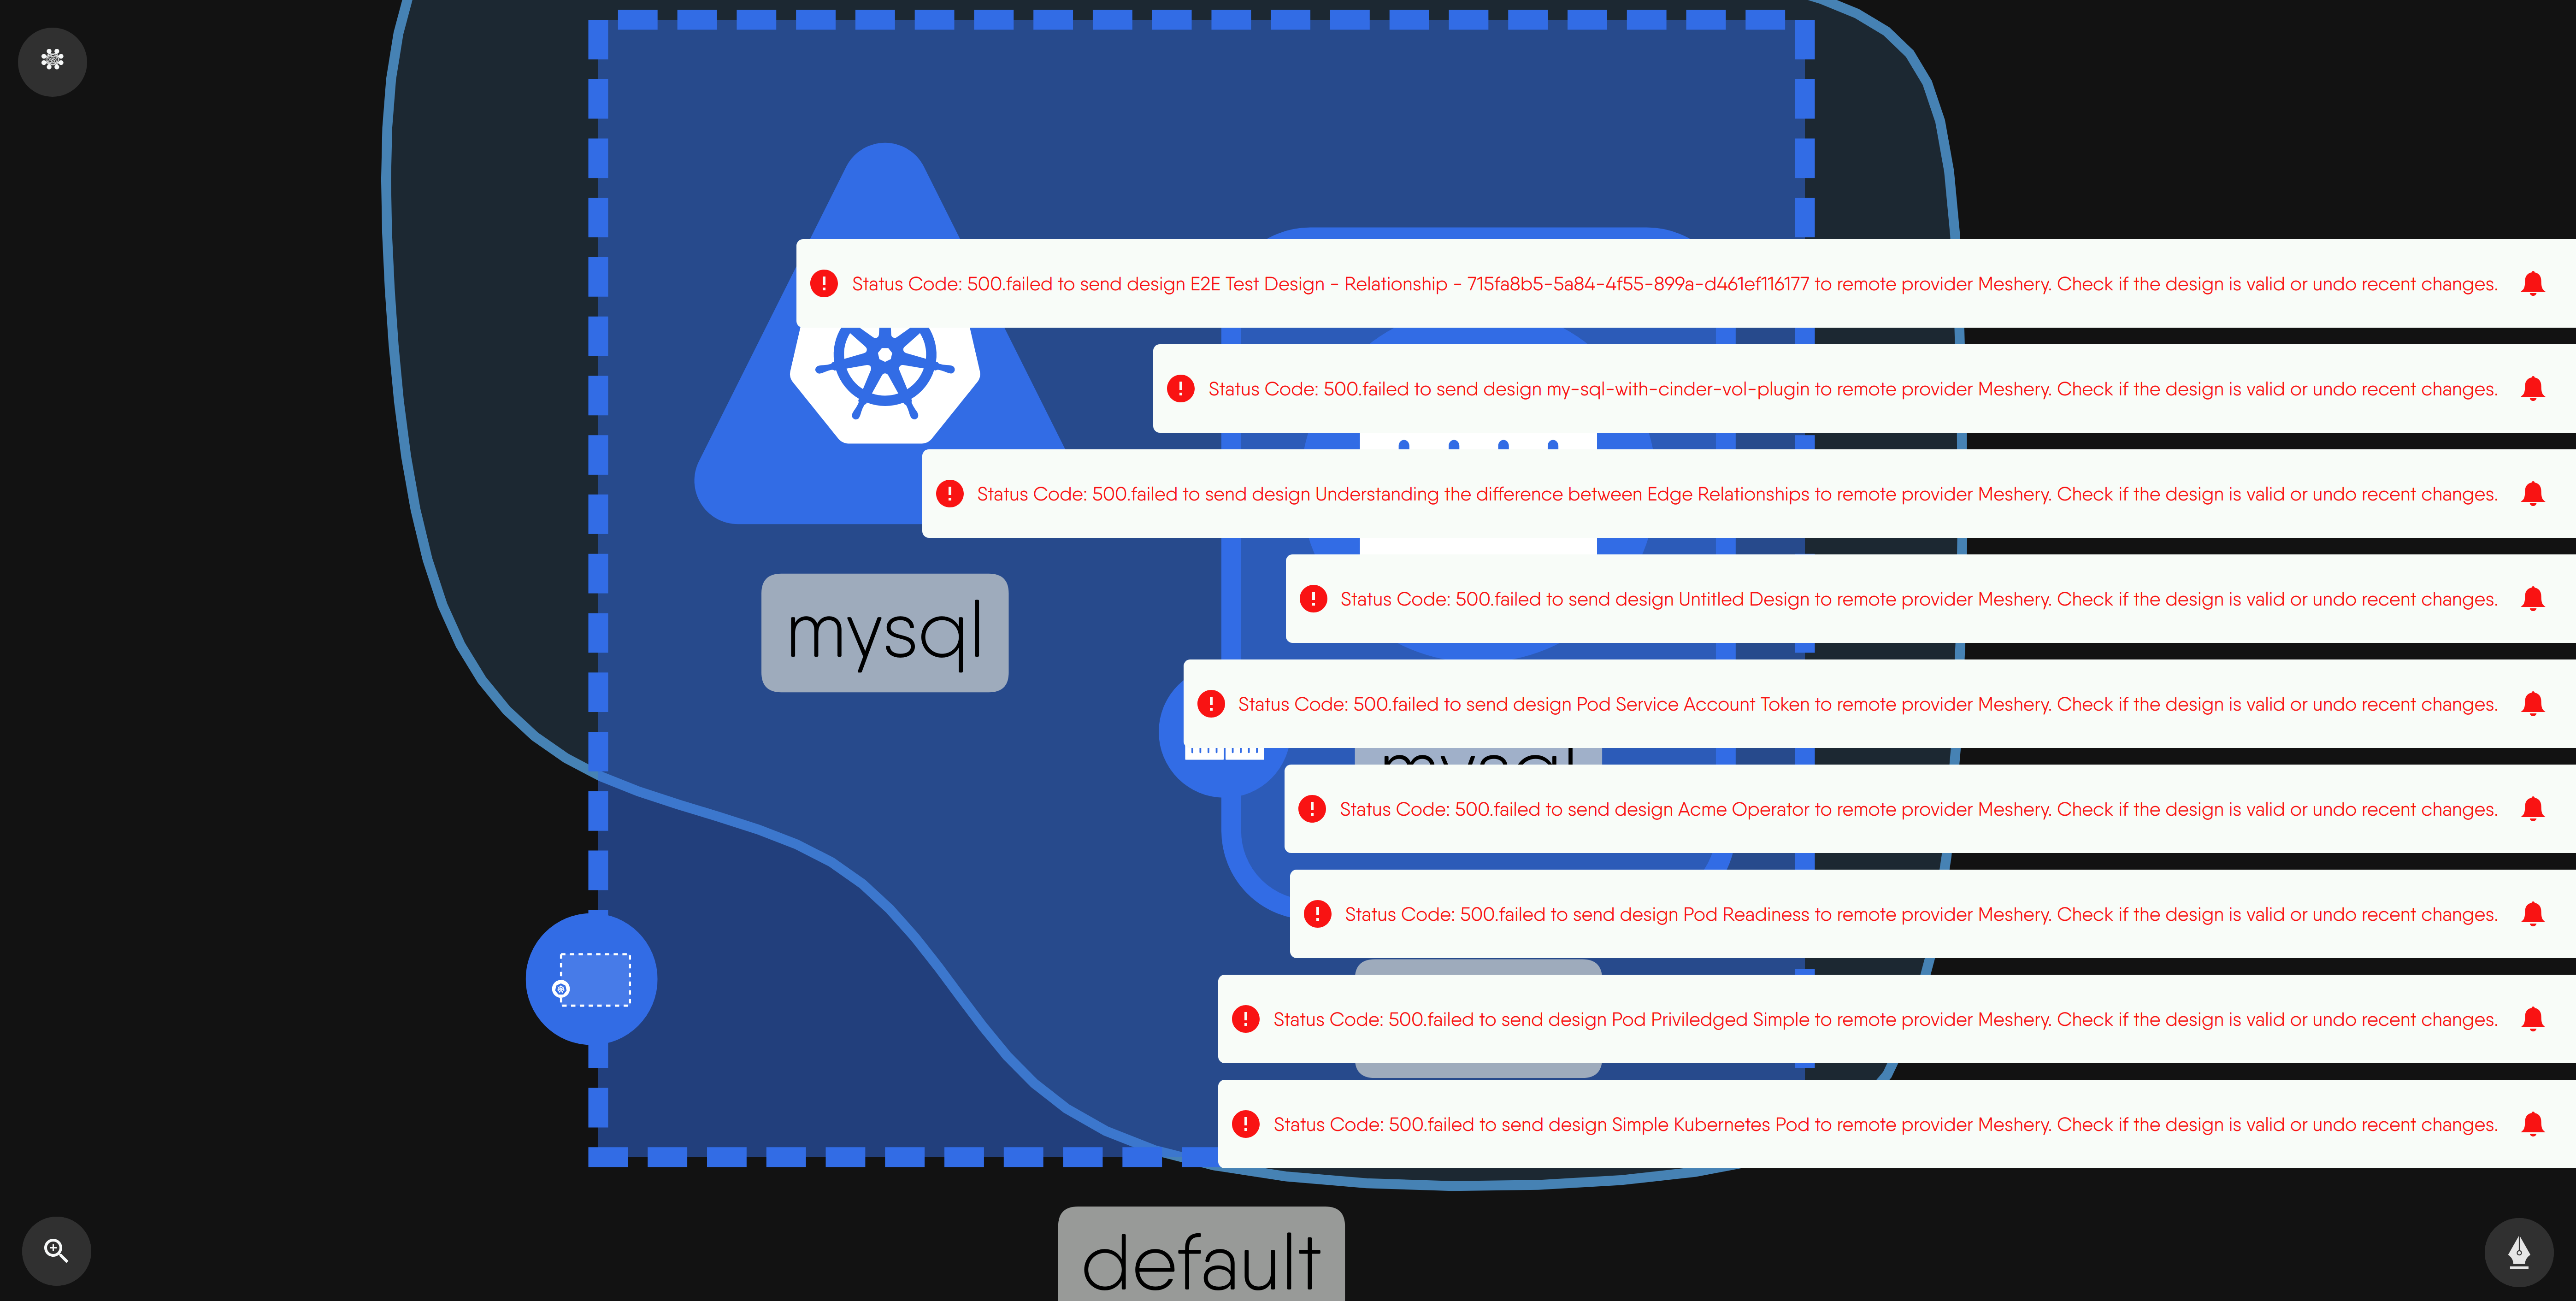 Status Code: 500.failed to send design E2E Test Design - Relationship - 715fa8b5-5a84-4f55-899a-d461ef116177 to remote provider Meshery. Check if the design is valid or undo recent changes.
Status Code: 500.failed to send design my-sql-with-cinder-vol-plugin to remote provider Meshery. Check if the design is valid or undo recent changes.
Status Code: 500.failed to send design Understanding the difference between Edge Relationships to remote provider Meshery. Check if the design is valid or undo recent changes.
Status Code: 500.failed to send design Untitled Design to remote provider Meshery. Check if the design is valid or undo recent changes.
mysql
Status Code: 500.failed to send design Pod Service Account Token to remote provider Meshery. Check if the design is valid or undo recent changes.
mysql
Status Code: 500.failed to send design Acme Operator to remote provider Meshery. Check if the design is valid or undo recent changes.
Status Code: 500.failed to send design Pod Readiness to remote provider Meshery. Check if the design is valid or undo recent changes.
Status Code: 500.failed to send design Pod Priviledged Simple to remote provider Meshery. Check if the design is valid or undo recent changes.
Status Code: 500.failed to send design Simple Kubernetes Pod to remote provider Meshery. Check if the design is valid or undo recent changes.
default